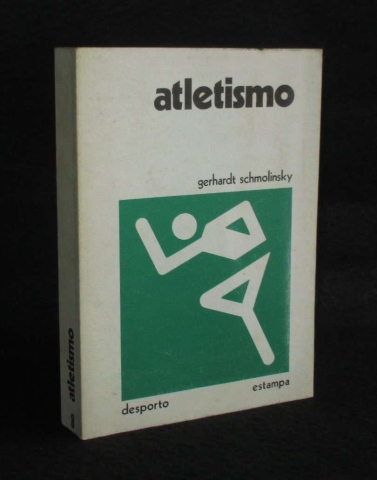 atletismo
gerhardt schmolinsky
desporto
estampa
atletismo